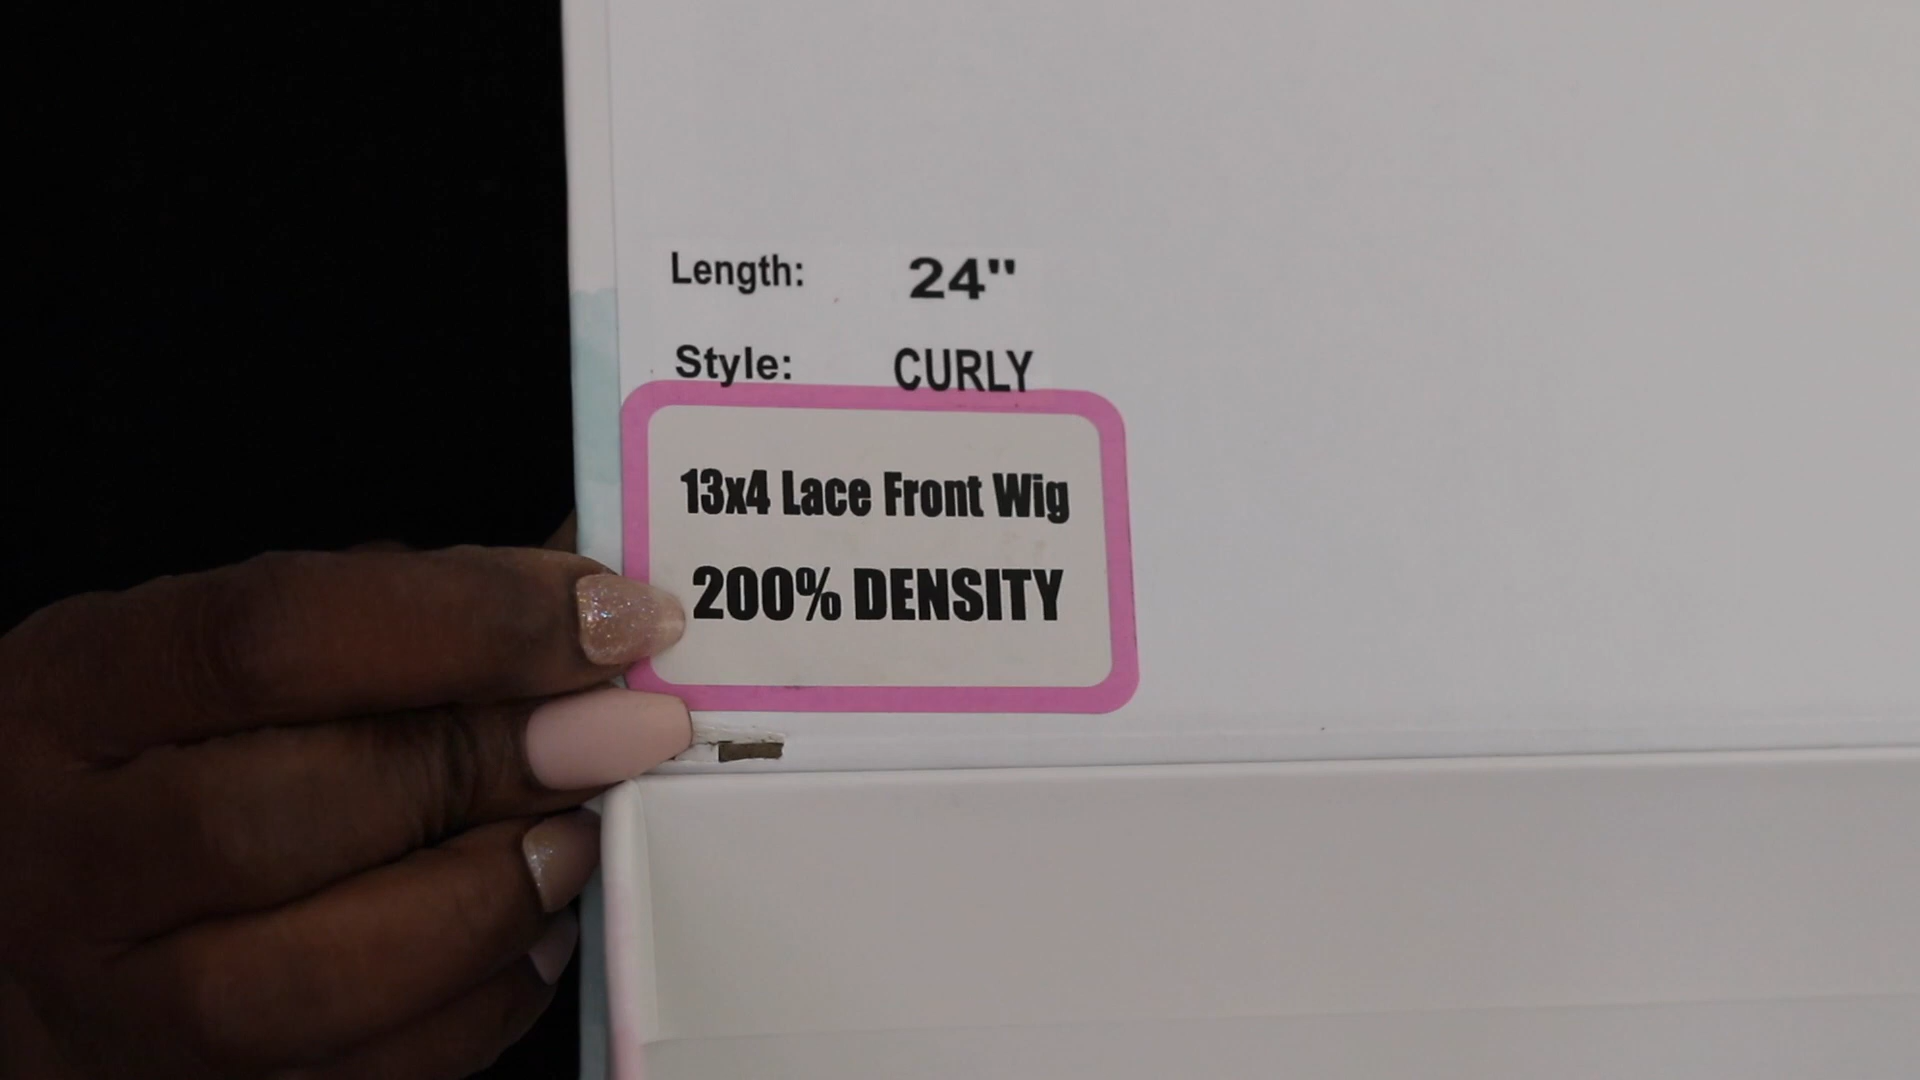 Length: 24"
Style: CURLY
13x4 Lace Front Wig
200% DENSITY